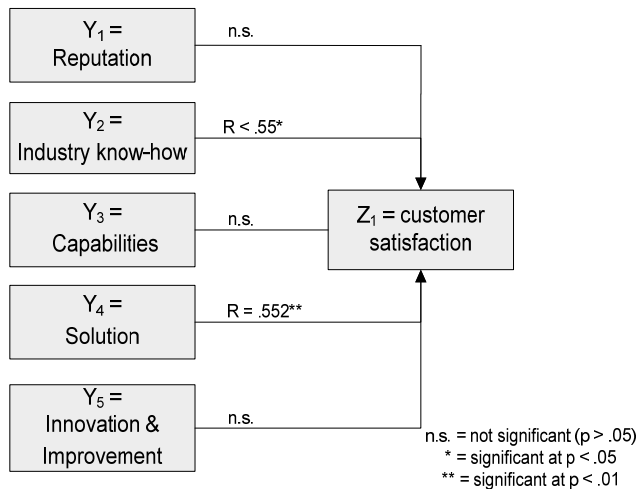 Y₁ =
Reputation
n.s.
Y₂ =
Industry know-how
R < .55*
Y₃ =
Capabilities
n.s.
Z₁ = customer
satisfaction
Y₄ =
Solution
R = .552**
Y₅ =
Innovation &
Improvement
n.s.
n.s. = not significant (p > .05)
* = significant at p < .05
** = significant at p < .01